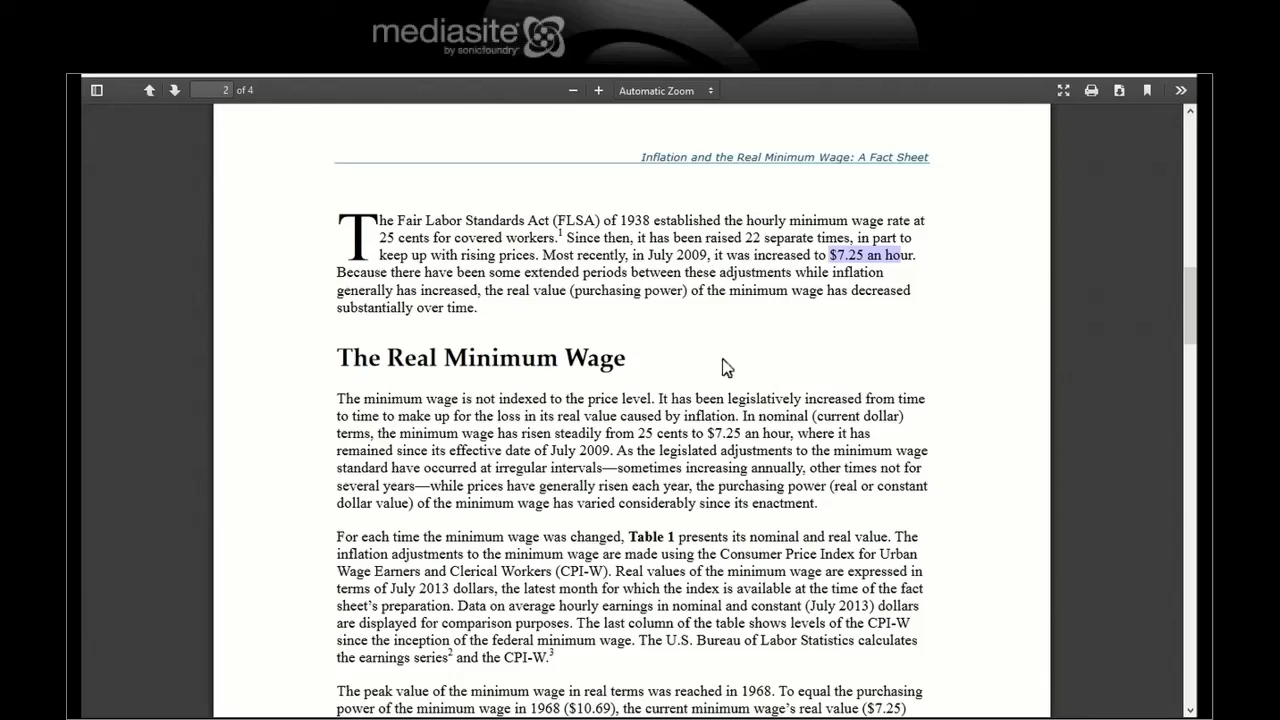 mediasite
by sonicfoundry
2 of 4
Automatic Zoom
Inflation and the Real Minimum Wage: A Fact Sheet
The Fair Labor Standards Act (FLSA) of 1938 established the hourly minimum wage rate at
25 cents for covered workers.1 Since then, it has been raised 22 separate times, in part to
keep up with rising prices. Most recently, in July 2009, it was increased to $7.25 an hour.
Because there have been some extended periods between these adjustments while inflation
generally has increased, the real value (purchasing power) of the minimum wage has decreased
substantially over time.
The Real Minimum Wage
The minimum wage is not indexed to the price level. It has been legislatively increased from time
to time to make up for the loss in its real value caused by inflation. In nominal (current dollar)
terms, the minimum wage has risen steadily from 25 cents to $7.25 an hour, where it has
remained since its effective date of July 2009. As the legislated adjustments to the minimum wage
standard have occurred at irregular intervals—sometimes increasing annually, other times not for
several years—while prices have generally risen each year, the purchasing power (real or constant
dollar value) of the minimum wage has varied considerably since its enactment.
For each time the minimum wage was changed, Table 1 presents its nominal and real value. The
inflation adjustments to the minimum wage are made using the Consumer Price Index for Urban
Wage Earners and Clerical Workers (CPI-W). Real values of the minimum wage are expressed in
terms of July 2013 dollars, the latest month for which the index is available at the time of the fact
sheet's preparation. Data on average hourly earnings in nominal and constant (July 2013) dollars
are displayed for comparison purposes. The last column of the table shows levels of the CPI-W
since the inception of the federal minimum wage. The U.S. Bureau of Labor Statistics calculates
the earnings series2 and the CPI-W.3
The peak value of the minimum wage in real terms was reached in 1968. To equal the purchasing
power of the minimum wage in 1968 ($10.69), the current minimum wage's real value ($7.25)